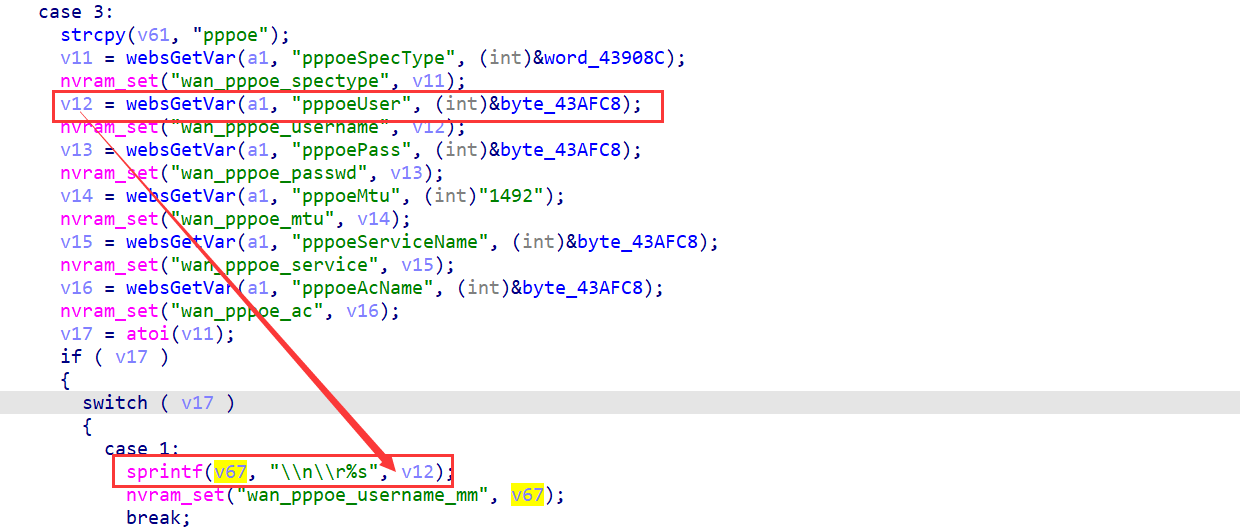 case 3:
strcpy(v61, "pppoe");
v11 = websGetVar(a1, "pppoeSpecType", (int)&word_43908C);
nvram_set("wan_pppoe_spectype", v11);
v12 = websGetVar(a1, "pppoeUser", (int)&byte_43AFC8);
nvram_set("wan_pppoe_username", v12);
v13 = websGetVar(a1, "pppoePass", (int)&byte_43AFC8);
nvram_set("wan_pppoe_passwd", v13);
v14 = websGetVar(a1, "pppoeMtu", (int)"1492");
nvram_set("wan_pppoe_mtu", v14);
v15 = websGetVar(a1, "pppoeServiceName", (int)&byte_43AFC8);
nvram_set("wan_pppoe_service", v15);
v16 = websGetVar(a1, "pppoeAcName", (int)&byte_43AFC8);
nvram_set("wan_pppoe_ac", v16);
v17 = atoi(v11);
if ( v17 )
{
switch ( v17 )
{
case 1:
sprintf(v67, "\\n\\r%s", v12);
nvram_set("wan_pppoe_username_mm", v67);
break;